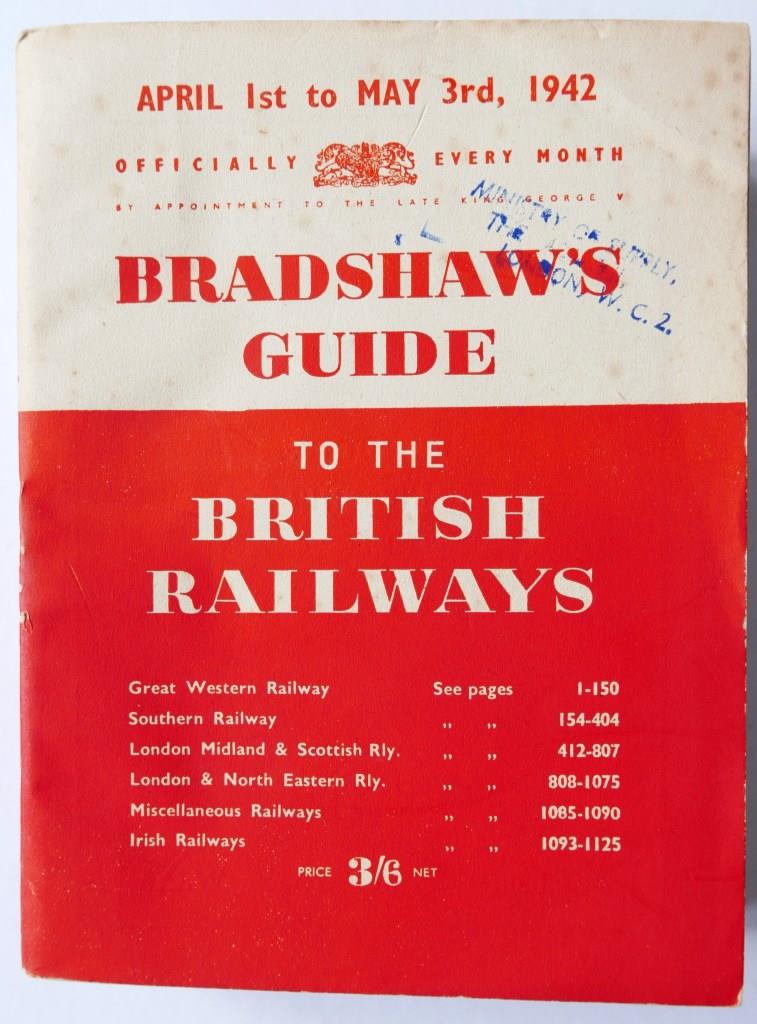 APRIL 1st to MAY 3rd, 1942
OFFICIALLY EVERY MONTH
BY APPOINTMENT TO THE LATE KING GEORGE V
MINISTRY OF SUPPLY,
THE
LONDON, W. C. 2.
BRADSHAW'S
GUIDE
TO THE
BRITISH
RAILWAYS
Great Western Railway See pages 1-150
Southern Railway ,, ,, 154-404
London Midland & Scottish Rly. ,, ,, 412-807
London & North Eastern Rly. ,, ,, 808-1075
Miscellaneous Railways ,, ,, 1085-1090
Irish Railways ,, ,, 1093-1125
PRICE 3/6 NET